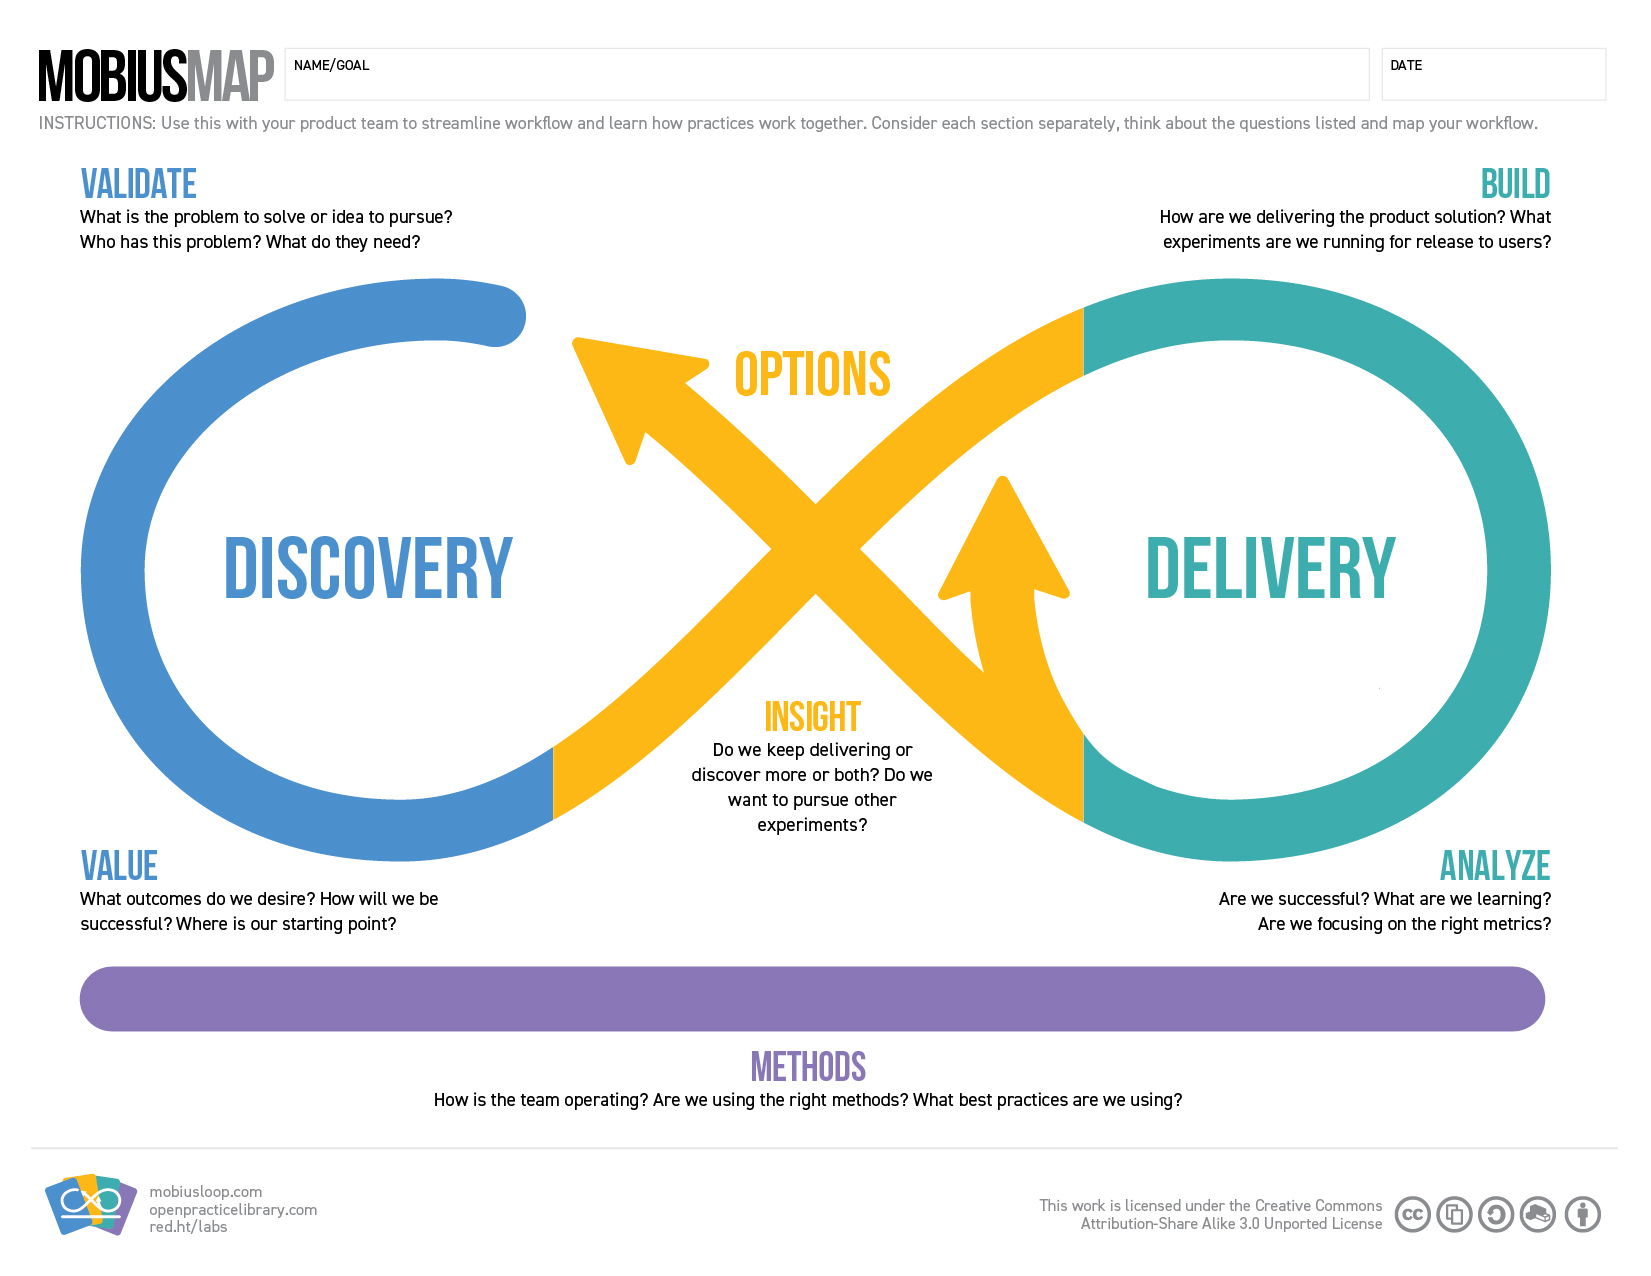 MOBIUSMAP
NAME/GOAL
DATE
INSTRUCTIONS: Use this with your product team to streamline workflow and learn how practices work together. Consider each section separately, think about the questions listed and map your workflow.
VALIDATE
What is the problem to solve or idea to pursue?
Who has this problem? What do they need?
BUILD
How are we delivering the product solution? What
experiments are we running for release to users?
OPTIONS
DISCOVERY
DELIVERY
INSIGHT
Do we keep delivering or
discover more or both? Do we
want to pursue other
experiments?
VALUE
What outcomes do we desire? How will we be
successful? Where is our starting point?
ANALYZE
Are we successful? What are we learning?
Are we focusing on the right metrics?
METHODS
How is the team operating? Are we using the right methods? What best practices are we using?
mobiusloop.com
openpracticelibrary.com
red.ht/labs
This work is licensed under the Creative Commons
Attribution-Share Alike 3.0 Unported License
cc